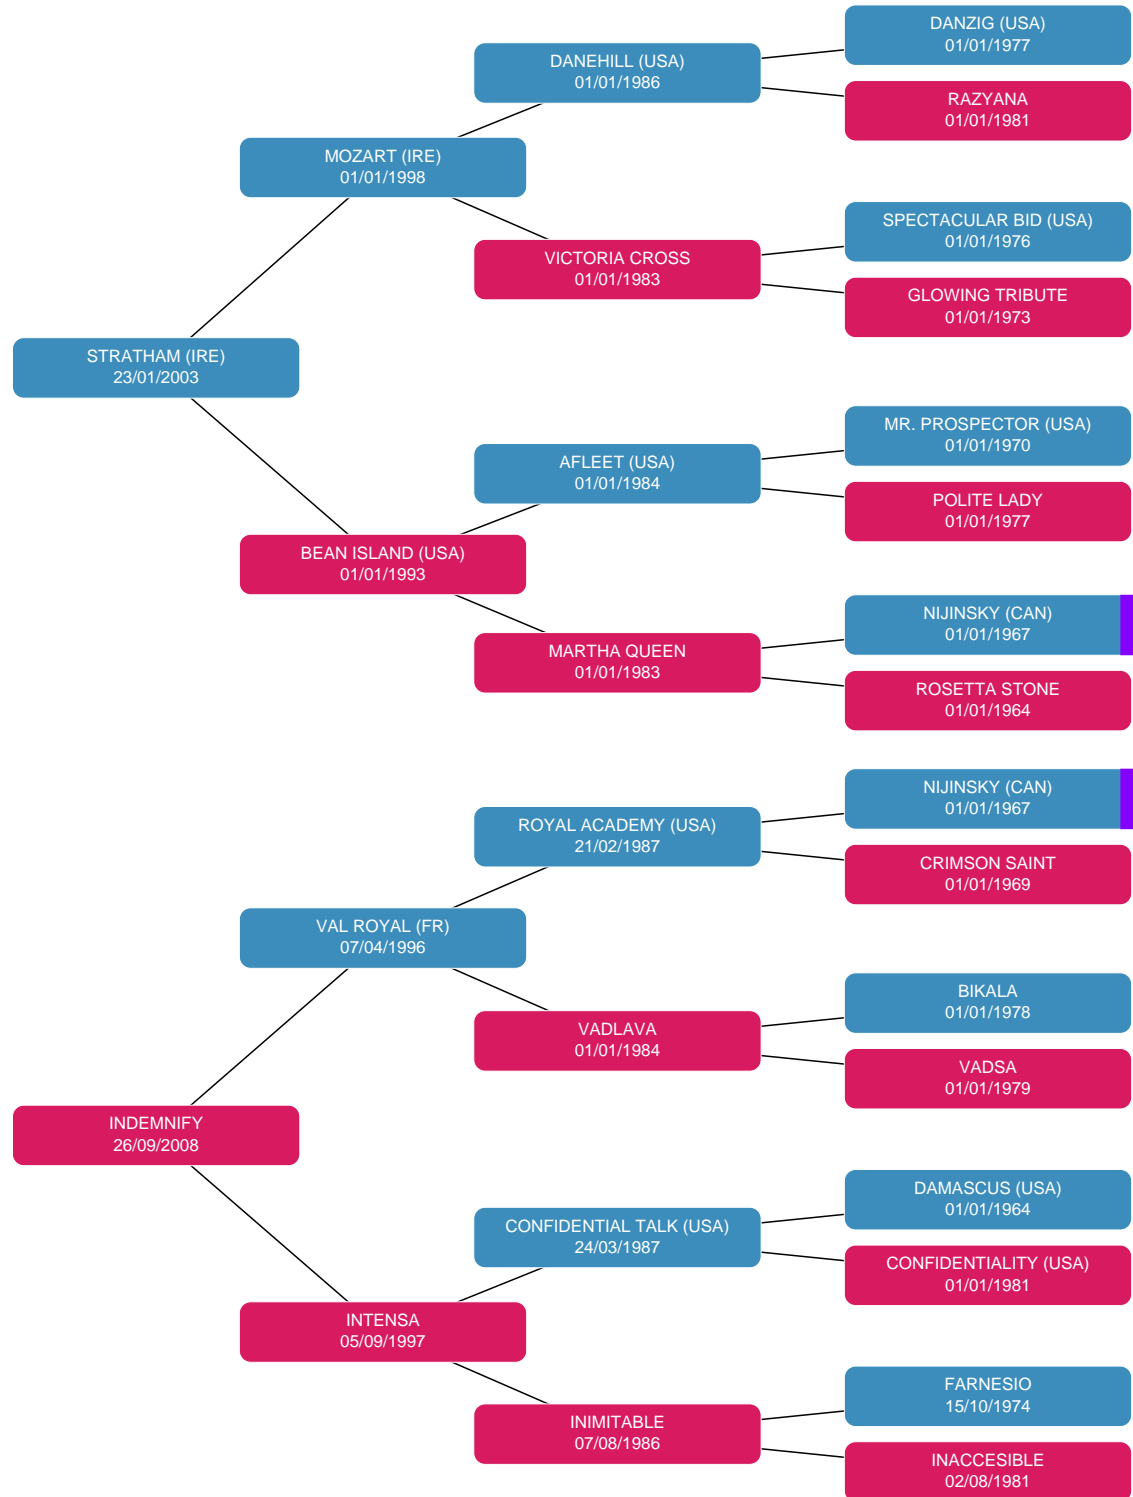 DANZIG (USA)
01/01/1977
DANEHILL (USA)
01/01/1986
RAZYANA
01/01/1981
MOZART (IRE)
01/01/1998
SPECTACULAR BID (USA)
01/01/1976
VICTORIA CROSS
01/01/1983
GLOWING TRIBUTE
01/01/1973
STRATHAM (IRE)
23/01/2003
MR. PROSPECTOR (USA)
01/01/1970
AFLEET (USA)
01/01/1984
POLITE LADY
01/01/1977
BEAN ISLAND (USA)
01/01/1993
NIJINSKY (CAN)
01/01/1967
MARTHA QUEEN
01/01/1983
ROSETTA STONE
01/01/1964
NIJINSKY (CAN)
01/01/1967
ROYAL ACADEMY (USA)
21/02/1987
CRIMSON SAINT
01/01/1969
VAL ROYAL (FR)
07/04/1996
BIKALA
01/01/1978
VADLAVA
01/01/1984
VADSA
01/01/1979
INDEMNIFY
26/09/2008
DAMASCUS (USA)
01/01/1964
CONFIDENTIAL TALK (USA)
24/03/1987
CONFIDENTIALITY (USA)
01/01/1981
INTENSA
05/09/1997
FARNESIO
15/10/1974
INIMITABLE
07/08/1986
INACCESIBLE
02/08/1981